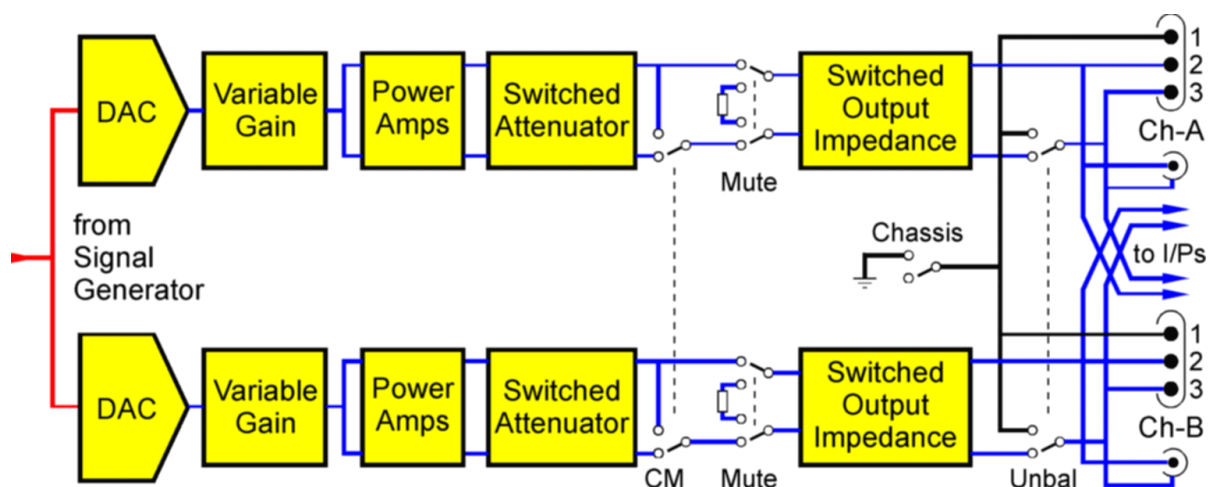 DAC
Variable
Gain
Power
Amps
Switched
Attenuator
Mute
Switched
Output
Impedance
1
2
3
Ch-A
from
Signal
Generator
Chassis
to I/Ps
DAC
Variable
Gain
Power
Amps
Switched
Attenuator
CM
Mute
Switched
Output
Impedance
Unbal
1
2
3
Ch-B